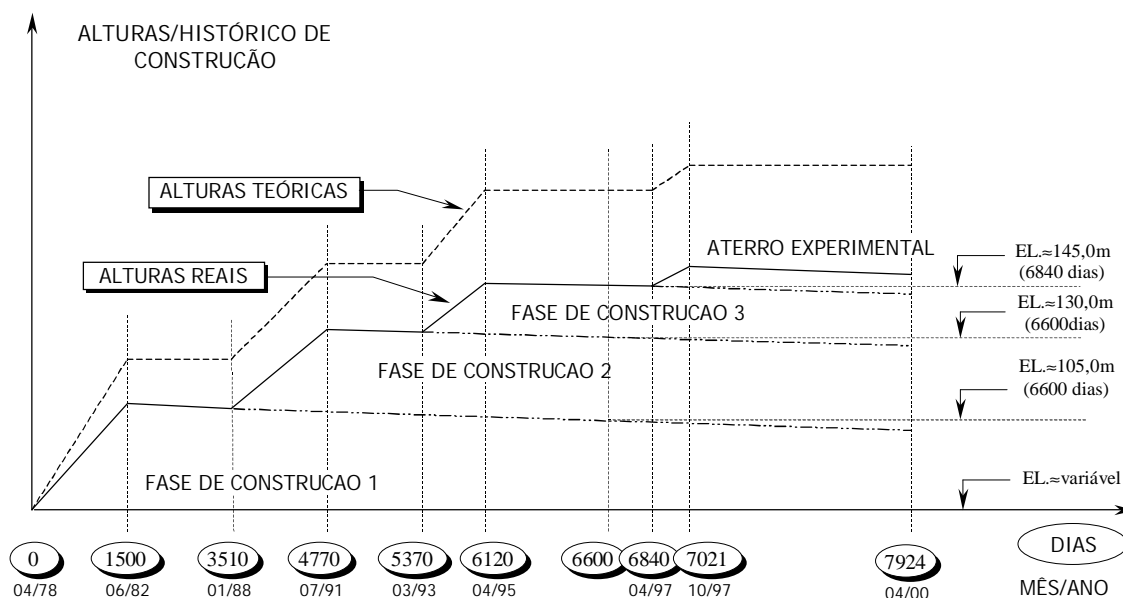 ALTURAS/HISTÓRICO DE
CONSTRUÇÃO
ALTURAS TEÓRICAS
ALTURAS REAIS
ATERRO EXPERIMENTAL
FASE DE CONSTRUCAO 3
FASE DE CONSTRUCAO 2
FASE DE CONSTRUCAO 1
EL.≈145,0m
(6840 dias)
EL.≈130,0m
(6600dias)
EL.≈105,0m
(6600 dias)
EL.≈variável
0 1500 3510 4770 5370 6120 6600 6840 7021 7924 DIAS
04/78 06/82 01/88 07/91 03/93 04/95 04/97 10/97 04/00 MÊS/ANO